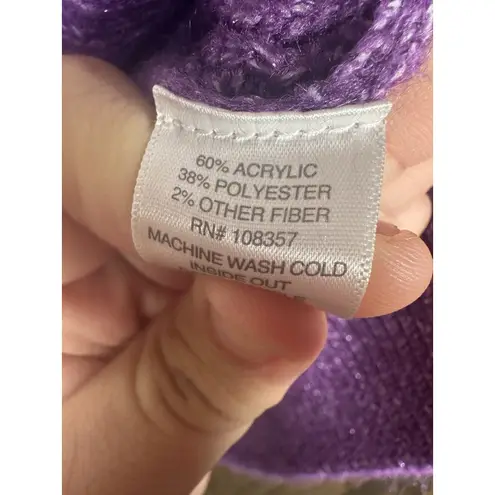 60% ACRYLIC
38% POLYESTER
2% OTHER FIBER
RN# 108357
MACHINE WASH COLD
INSIDE OUT